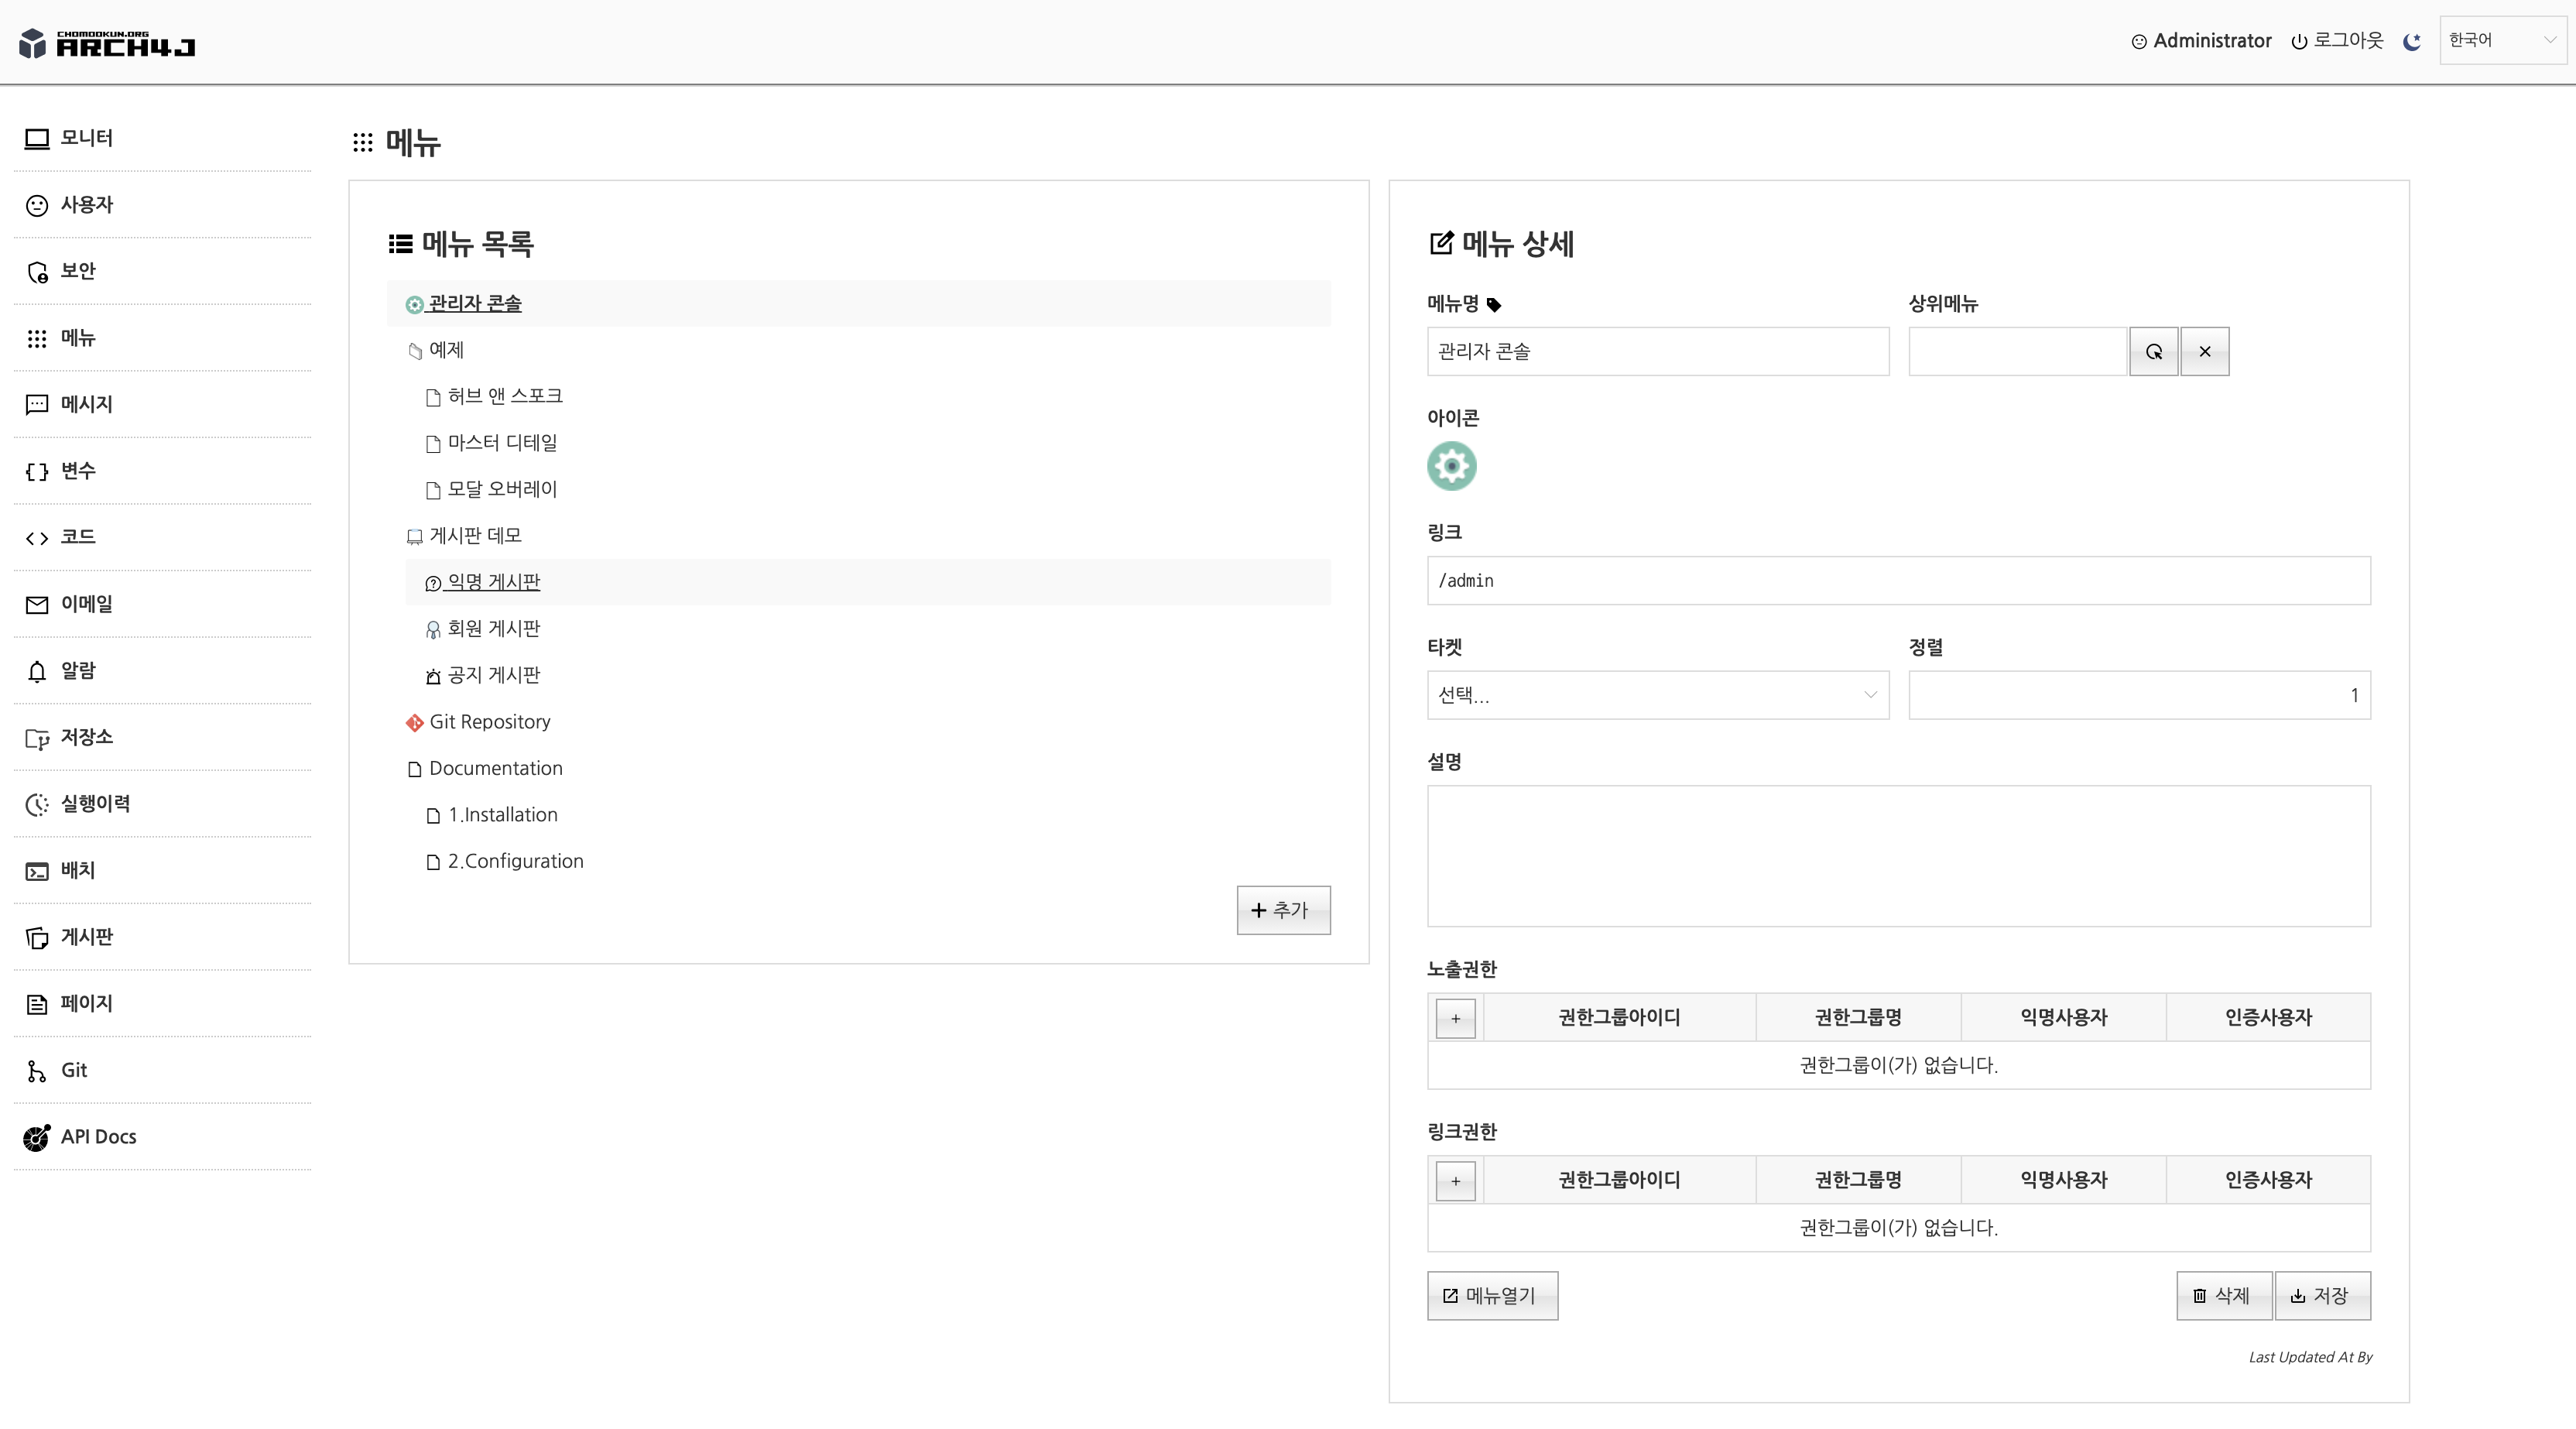 CHOMOOKUN.ORG
ARCH4J
Administrator
로그아웃
한국어
모니터
사용자
보안
메뉴
메시지
변수
코드
이메일
알람
저장소
실행이력
배치
게시판
페이지
Git
API Docs
메뉴
메뉴 목록
관리자 콘솔
예제
허브 앤 스포크
마스터 디테일
모달 오버레이
게시판 데모
익명 게시판
회원 게시판
공지 게시판
Git Repository
Documentation
1.Installation
2.Configuration
추가
메뉴 상세
메뉴명 상위메뉴
관리자 콘솔
아이콘
링크
/admin
타켓 정렬
선택... 1
설명
노출권한
+ 권한그룹아이디 권한그룹명 익명사용자 인증사용자
권한그룹이(가) 없습니다.
링크권한
+ 권한그룹아이디 권한그룹명 익명사용자 인증사용자
권한그룹이(가) 없습니다.
메뉴열기 삭제 저장
Last Updated At By